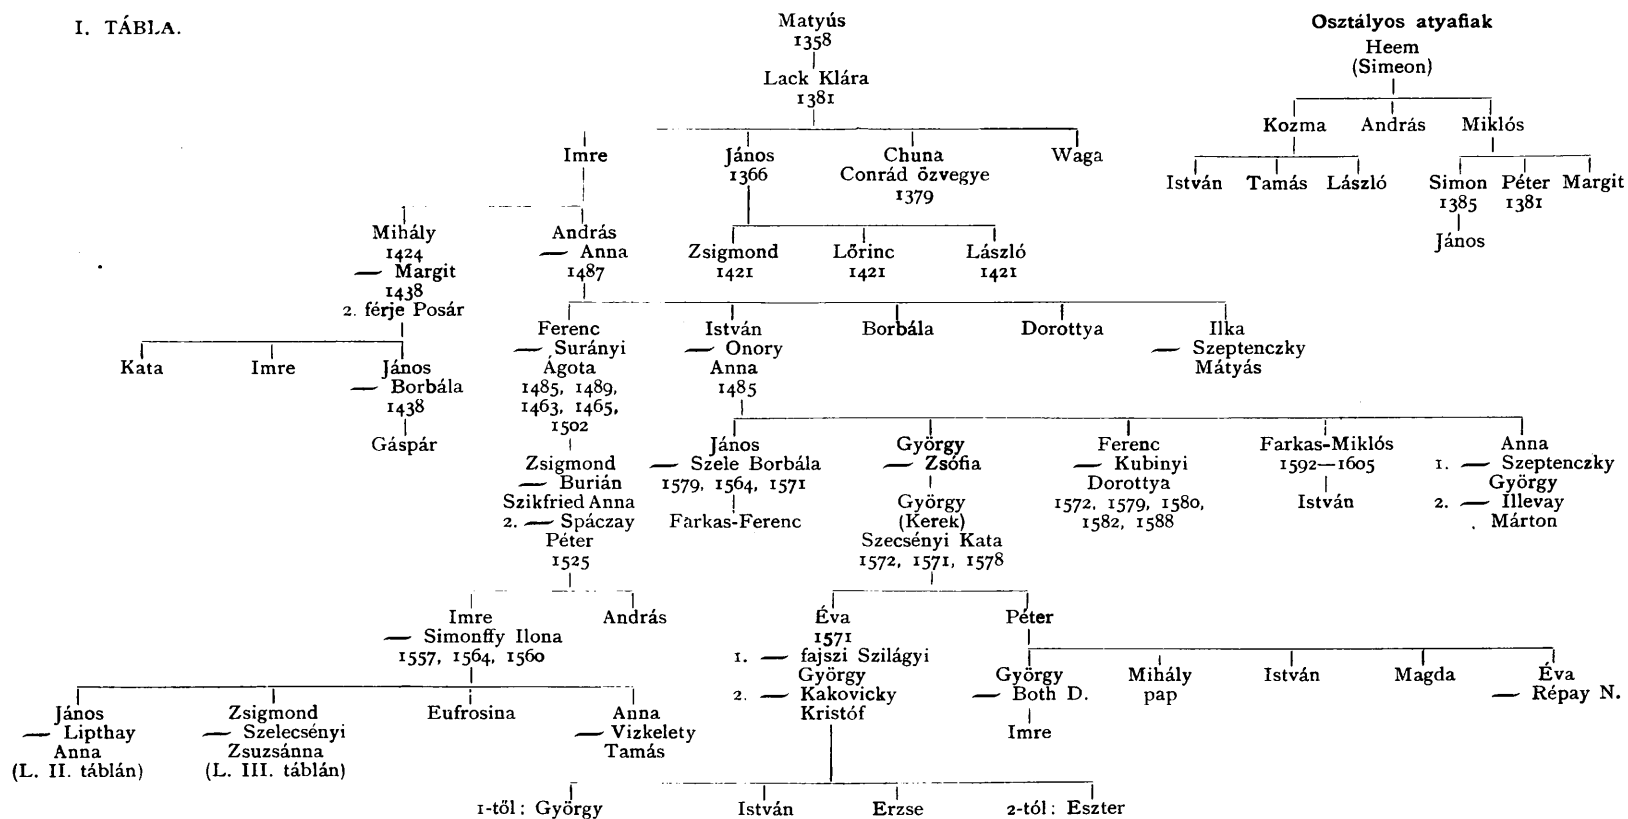 I. TÁBLA.
Matyús
1358
Lack Klára
1381
Osztályos atyafiak
Heem
(Simeon)
Kozma András Miklós
István Tamás László
Simon Péter Margit
1385 1381
János
Imre
János
1366
Chuna
Conrád özvegye
1379
Waga
Mihály
1424
— Margit
1438
2. férje Posár
András
— Anna
1487
Zsigmond
1421
Lőrinc
1421
László
1421
Kata
Imre
János
— Borbála
1438
Gáspár
Ferenc
— Surányi
Ágota
1485, 1489,
1463, 1465,
1502
István
— Onory
Anna
1485
Borbála
Dorottya
Ilka
— Szeptenczky
Mátyás
Zsigmond
— Burián
Szikfried Anna
2. — Spáczay
Péter
1525
János
— Szele Borbála
1579, 1564, 1571
Farkas-Ferenc
György
— Zsófia
György
(Kerek)
Szecsényi Kata
1572, 1571, 1578
Ferenc
— Kubinyi
Dorottya
1572, 1579, 1580,
1582, 1588
Farkas-Miklós
1592—1605
István
Anna
1. — Szeptenczky
György
2. — Illevay
Márton
Imre
— Simonffy Ilona
1557, 1564, 1560
András
Éva
1571
1. — fajszi Szilágyi
György
2. — Kakovicky
Kristóf
Péter
György
— Both D.
Imre
Mihály
pap
István
Magda
Éva
— Répay N.
János
— Lipthay
Anna
(L. II. táblán)
Zsigmond
— Szelecsényi
Zsuzsánna
(L. III. táblán)
Eufrosina
Anna
— Vizkelety
Tamás
1-től: György István Erzse 2-tól: Eszter